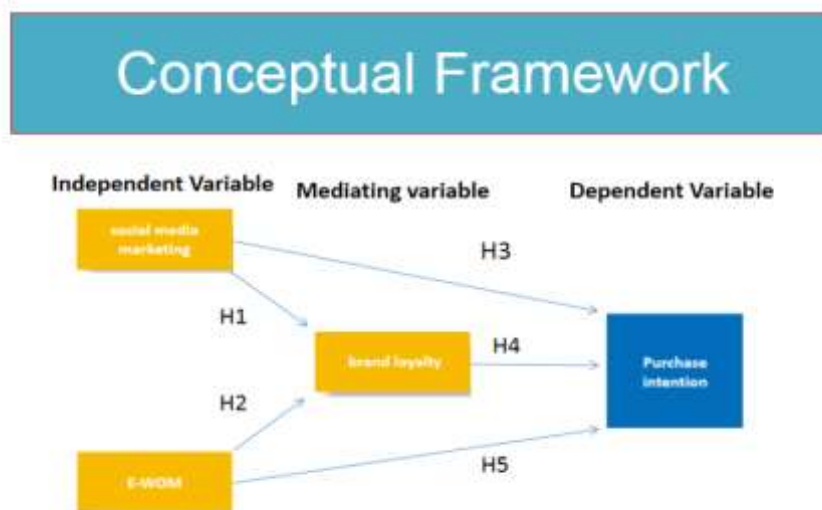 Conceptual Framework
Independent Variable
Mediating variable
Dependent Variable
social media
marketing
H3
H1
brand loyalty
H4
Purchase
intention
H2
E-WOM
H5